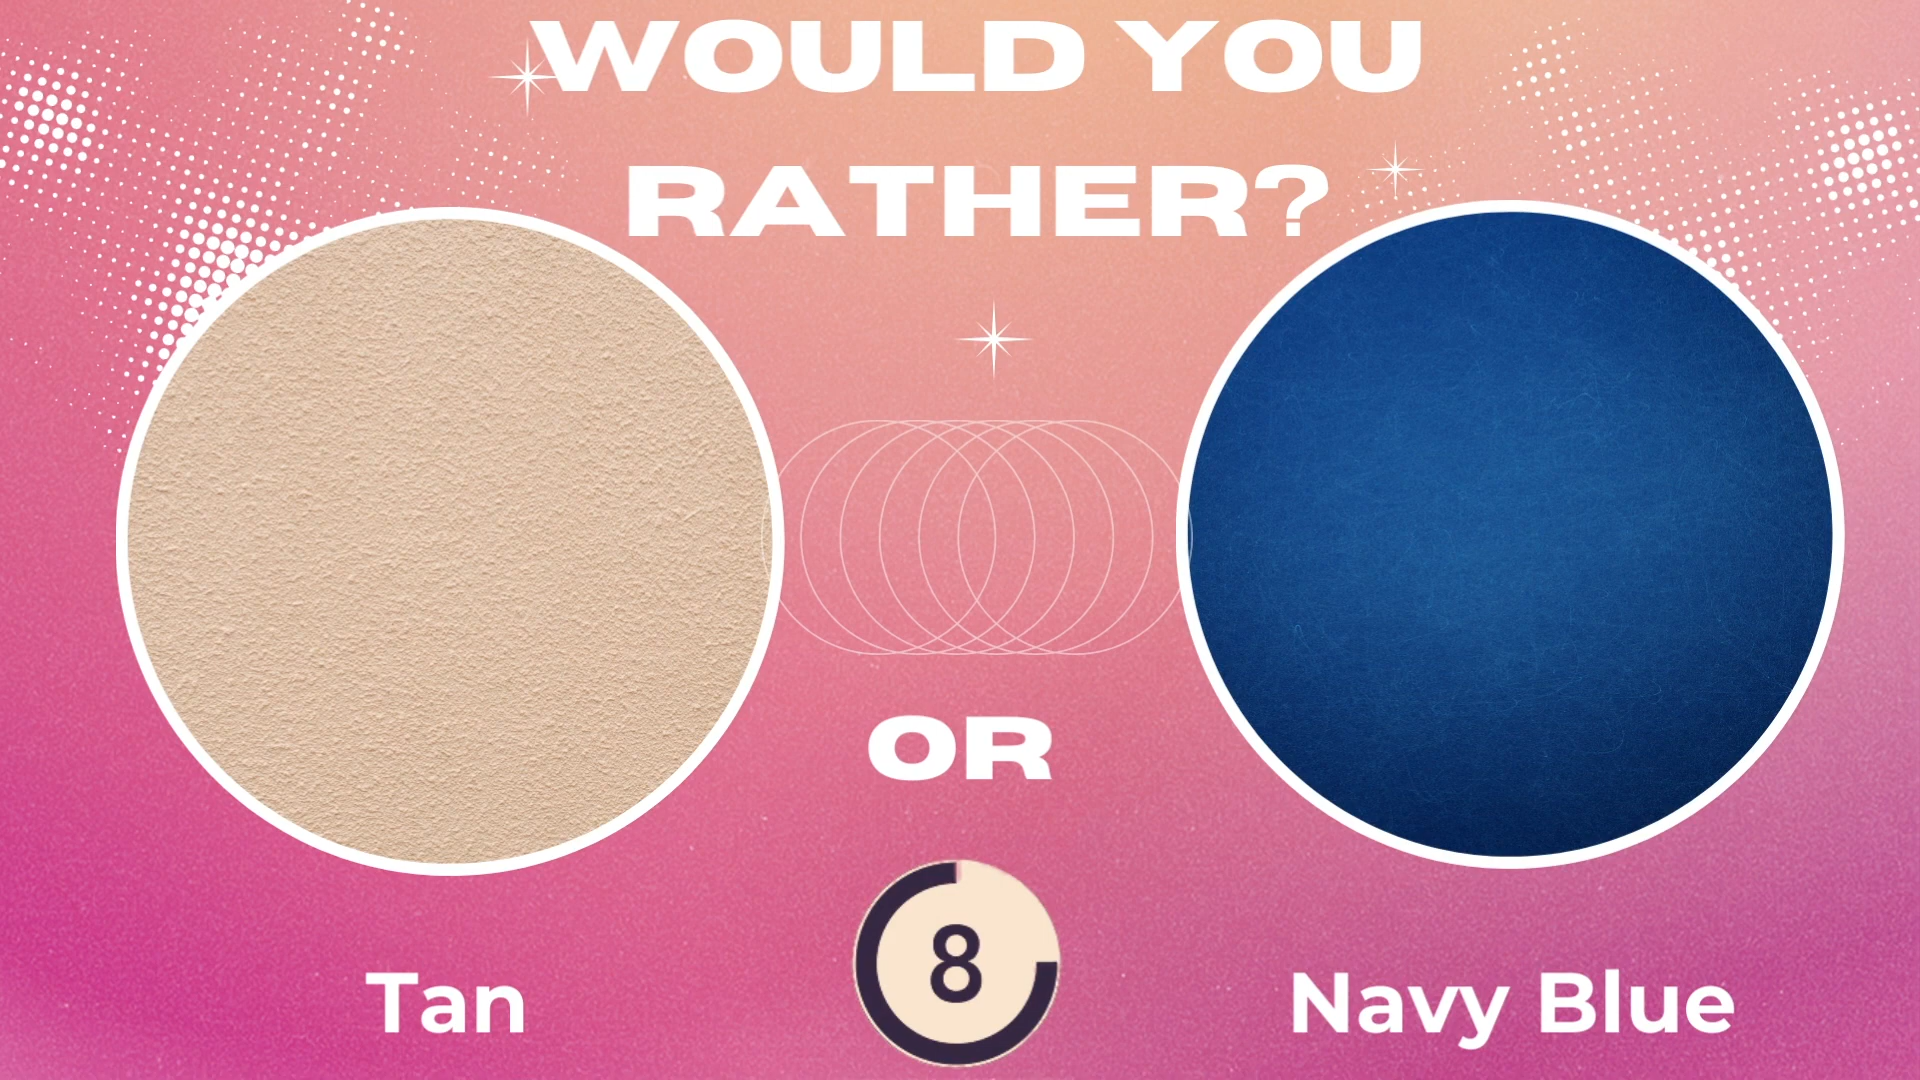 WOULD YOU
RATHER?
OR
8
Tan
Navy Blue